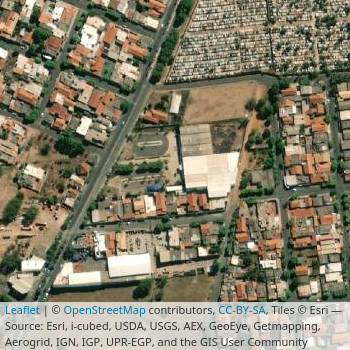 Leaflet | © OpenStreetMap contributors, CC-BY-SA, Tiles © Esri —
Source: Esri, i-cubed, USDA, USGS, AEX, GeoEye, Getmapping,
Aerogrid, IGN, IGP, UPR-EGP, and the GIS User Community